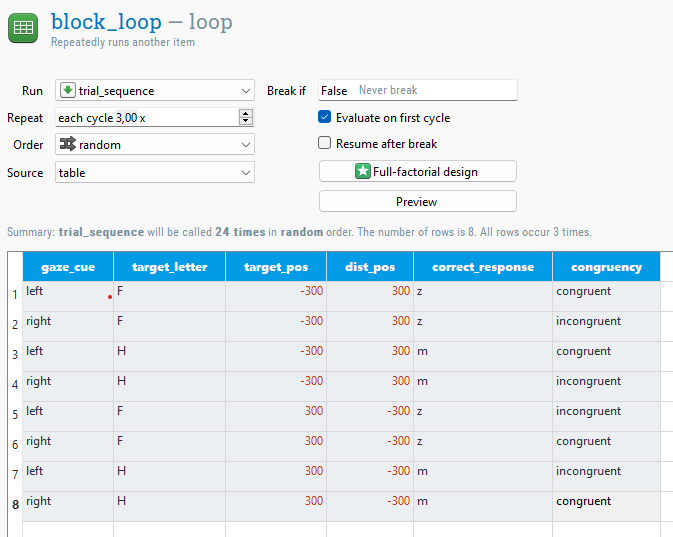 block_loop – loop
Repeatedly runs another item
Run trial_sequence Break if False Never break
Repeat each cycle 3,00 x Evaluate on first cycle
Order random Resume after break
Source table Full-factorial design
Preview
Summary: trial_sequence will be called 24 times in random order. The number of rows is 8. All rows occur 3 times.
gaze_cue target_letter target_pos dist_pos correct_response congruency
1 left F -300 300 z congruent
2 right F -300 300 z incongruent
3 left H -300 300 m congruent
4 right H -300 300 m incongruent
5 left F 300 -300 z incongruent
6 right F 300 -300 z congruent
7 left H 300 -300 m incongruent
8 right H 300 -300 m congruent